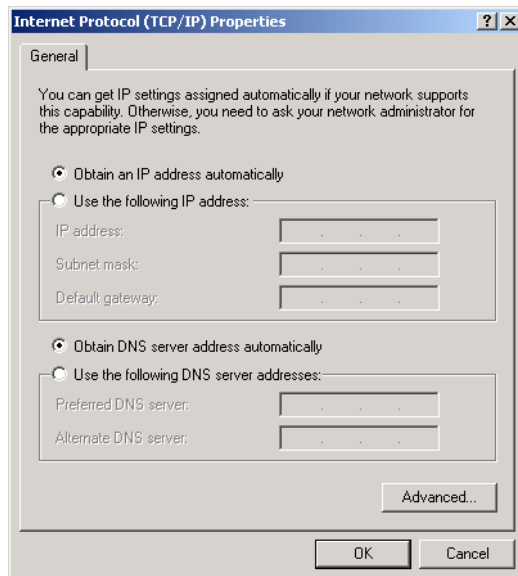 Internet Protocol (TCP/IP) Properties
General
You can get IP settings assigned automatically if your network supports
this capability. Otherwise, you need to ask your network administrator for
the appropriate IP settings.
Obtain an IP address automatically
Use the following IP address:
IP address:
Subnet mask:
Default gateway:
Obtain DNS server address automatically
Use the following DNS server addresses:
Preferred DNS server:
Alternate DNS server:
Advanced...
OK
Cancel